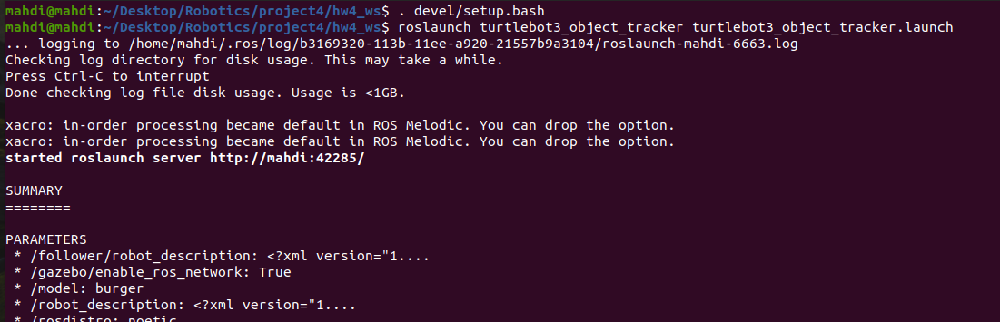 mahdi@mahdi:~/Desktop/Robotics/project4/hw4_ws$ . devel/setup.bash
mahdi@mahdi:~/Desktop/Robotics/project4/hw4_ws$ roslaunch turtlebot3_object_tracker turtlebot3_object_tracker.launch
... logging to /home/mahdi/.ros/log/b3169320-113b-11ee-a920-21557b9a3104/roslaunch-mahdi-6663.log
Checking log directory for disk usage. This may take a while.
Press Ctrl-C to interrupt
Done checking log file disk usage. Usage is <1GB.
xacro: in-order processing became default in ROS Melodic. You can drop the option.
xacro: in-order processing became default in ROS Melodic. You can drop the option.
started roslaunch server http://mahdi:42285/
SUMMARY
========
PARAMETERS
* /follower/robot_description: <?xml version="1....
* /gazebo/enable_ros_network: True
* /model: burger
* /robot_description: <?xml version="1....
* /rosdistro: noetic